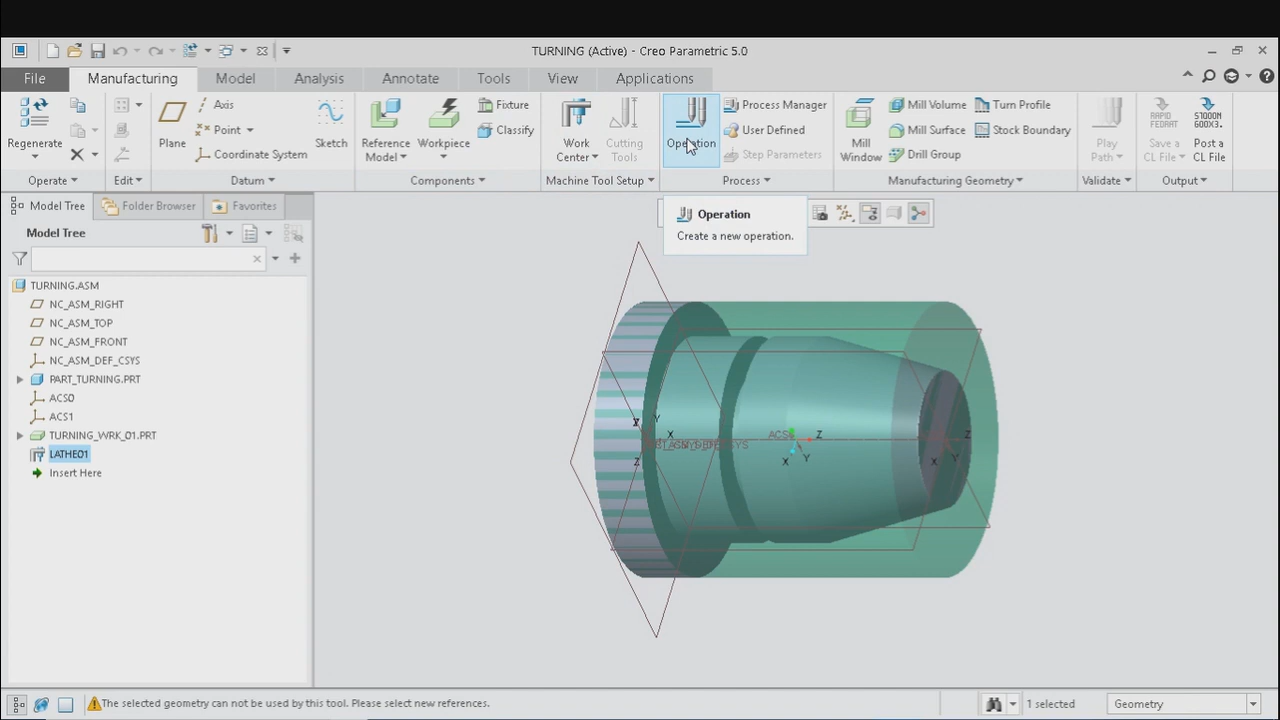 TURNING (Active) - Creo Parametric 5.0
File Manufacturing Model Analysis Annotate Tools View Applications
Regenerate
Operate
Edit
Plane
Axis
Point
Coordinate System
Sketch
Datum
Reference Model
Workpiece
Fixture
Classify
Components
Work Center
Cutting Tools
Machine Tool Setup
Operation
Process Manager
User Defined
Step Parameters
Process
Mill Window
Mill Volume
Mill Surface
Drill Group
Turn Profile
Stock Boundary
Manufacturing Geometry
Play Path
Validate
RAPID
FEDRAT
Save a CL File
Post a CL File
Output
Model Tree Folder Browser Favorites
Operation
Create a new operation.
Model Tree
TURNING.ASM
NC_ASM_RIGHT
NC_ASM_TOP
NC_ASM_FRONT
NC_ASM_DEF_CSYS
PART_TURNING.PRT
ACS0
ACS1
TURNING_WRK_01.PRT
LATHE01
Insert Here
Y
X
Z
Z
X
Y
Z
X
Y
The selected geometry can not be used by this tool. Please select new references.
1 selected
Geometry